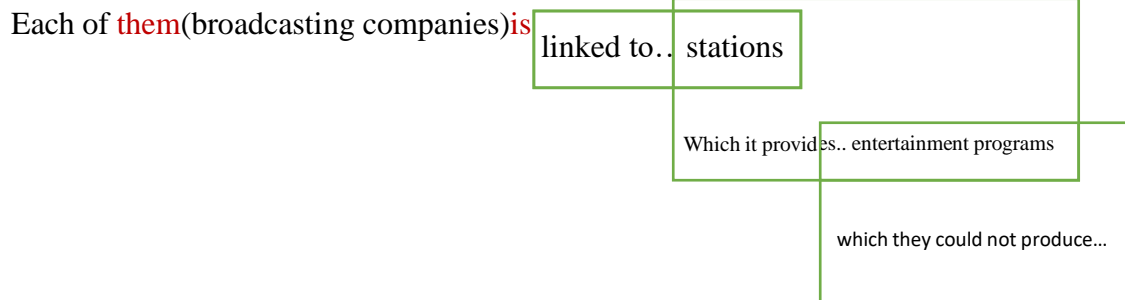 Each of them(broadcasting companies)is
linked to.. stations
Which it provides.. entertainment programs
which they could not produce…